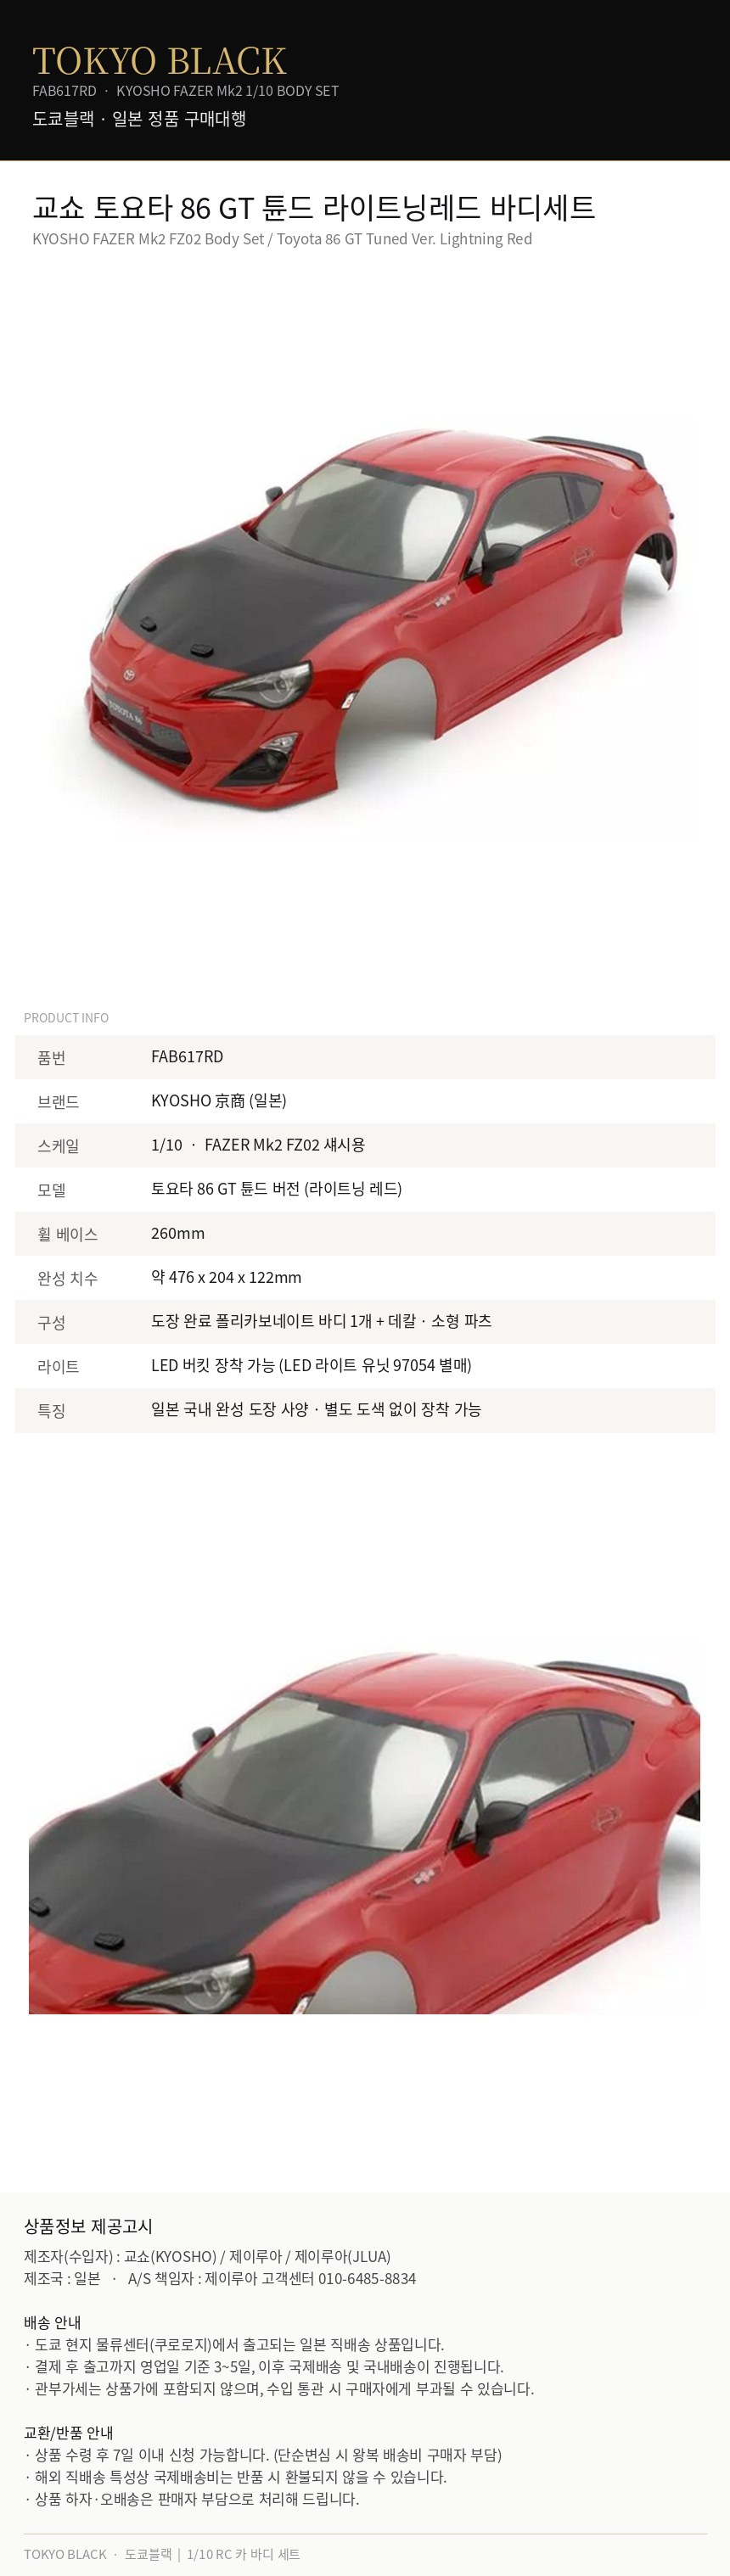 TOKYO BLACK
FAB617RD · KYOSHO FAZER Mk2 1/10 BODY SET
도쿄블랙 · 일본 정품 구매대행
교쇼 토요타 86 GT 튠드 라이트닝레드 바디세트
KYOSHO FAZER Mk2 FZ02 Body Set / Toyota 86 GT Tuned Ver. Lightning Red
TOYOTA 86
PRODUCT INFO
품번 FAB617RD
브랜드 KYOSHO 京商 (일본)
스케일 1/10 · FAZER Mk2 FZ02 섀시용
모델 토요타 86 GT 튠드 버전 (라이트닝 레드)
휠 베이스 260mm
완성 치수 약 476 x 204 x 122mm
구성 도장 완료 폴리카보네이트 바디 1개 + 데칼 · 소형 파츠
라이트 LED 버킷 장착 가능 (LED 라이트 유닛 97054 별매)
특징 일본 국내 완성 도장 사양 · 별도 도색 없이 장착 가능
상품정보 제공고시
제조자(수입자) : 교쇼(KYOSHO) / 제이루아 / 제이루아(JLUA)
제조국 : 일본 · A/S 책임자 : 제이루아 고객센터 010-6485-8834
배송 안내
· 도쿄 현지 물류센터(쿠로로지)에서 출고되는 일본 직배송 상품입니다.
· 결제 후 출고까지 영업일 기준 3~5일, 이후 국제배송 및 국내배송이 진행됩니다.
· 관부가세는 상품가에 포함되지 않으며, 수입 통관 시 구매자에게 부과될 수 있습니다.
교환/반품 안내
· 상품 수령 후 7일 이내 신청 가능합니다. (단순변심 시 왕복 배송비 구매자 부담)
· 해외 직배송 특성상 국제배송비는 반품 시 환불되지 않을 수 있습니다.
· 상품 하자·오배송은 판매자 부담으로 처리해 드립니다.
TOKYO BLACK · 도쿄블랙 | 1/10 RC 카 바디 세트